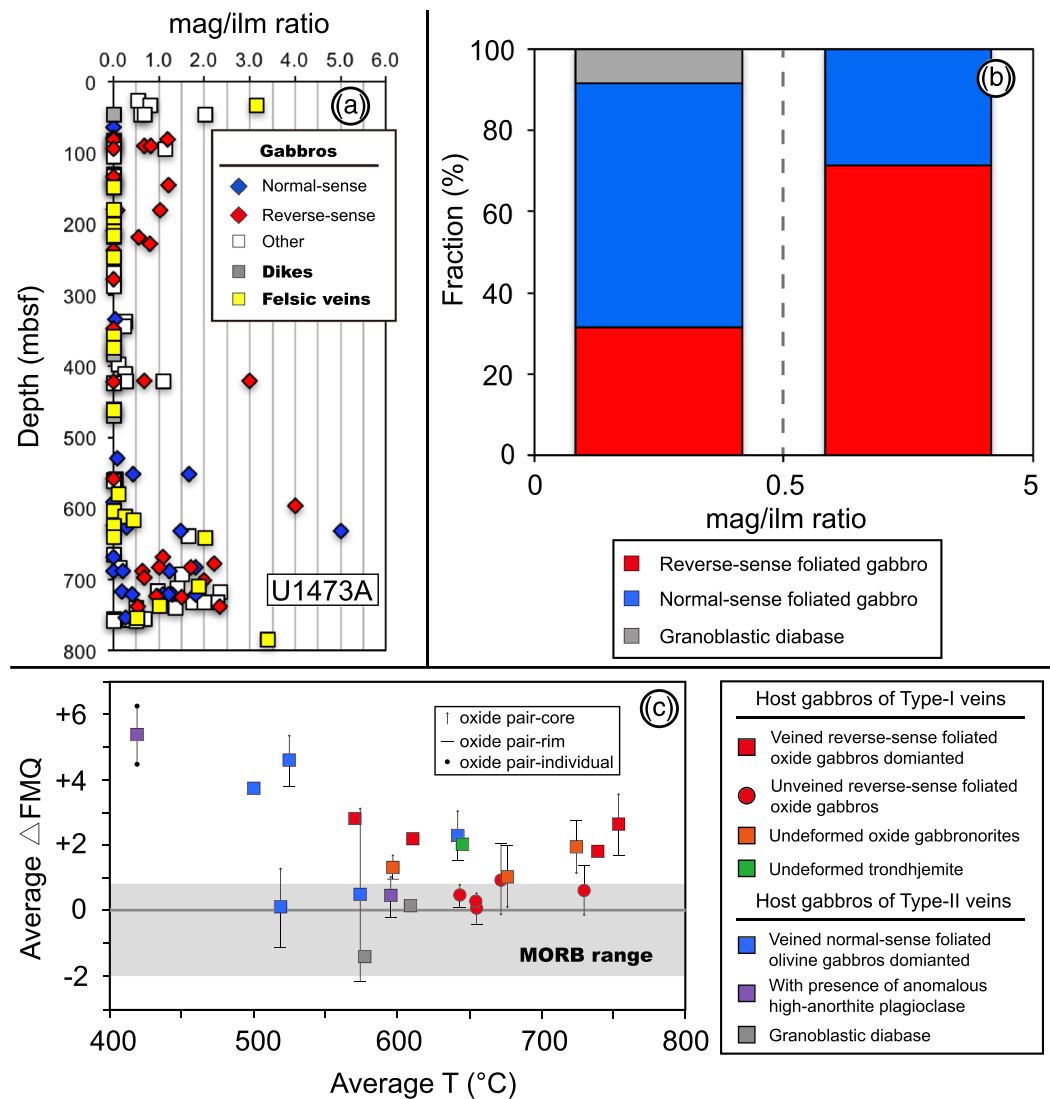 mag/ilm ratio
0.0 1.0 2.0 3.0 4.0 5.0 6.0
(a)
0
100
200
300
400
500
600
700
800
Depth (mbsf)
Gabbros
Normal-sense
Reverse-sense
Other
Dikes
Felsic veins
U1473A
(b)
100
80
60
40
20
0
Fraction (%)
0 0.5 5
mag/ilm ratio
Reverse-sense foliated gabbro
Normal-sense foliated gabbro
Granoblastic diabase
(c)
+6
+4
+2
0
-2
Average △FMQ
oxide pair-core
oxide pair-rim
oxide pair-individual
MORB range
400 500 600 700 800
Average T (°C)
Host gabbros of Type-I veins
Veined reverse-sense foliated
oxide gabbros domianted
Unveined reverse-sense foliated
oxide gabbros
Undeformed oxide gabbronorites
Undeformed trondhjemite
Host gabbros of Type-II veins
Veined normal-sense foliated
olivine gabbros domianted
With presence of anomalous
high-anorthite plagioclase
Granoblastic diabase